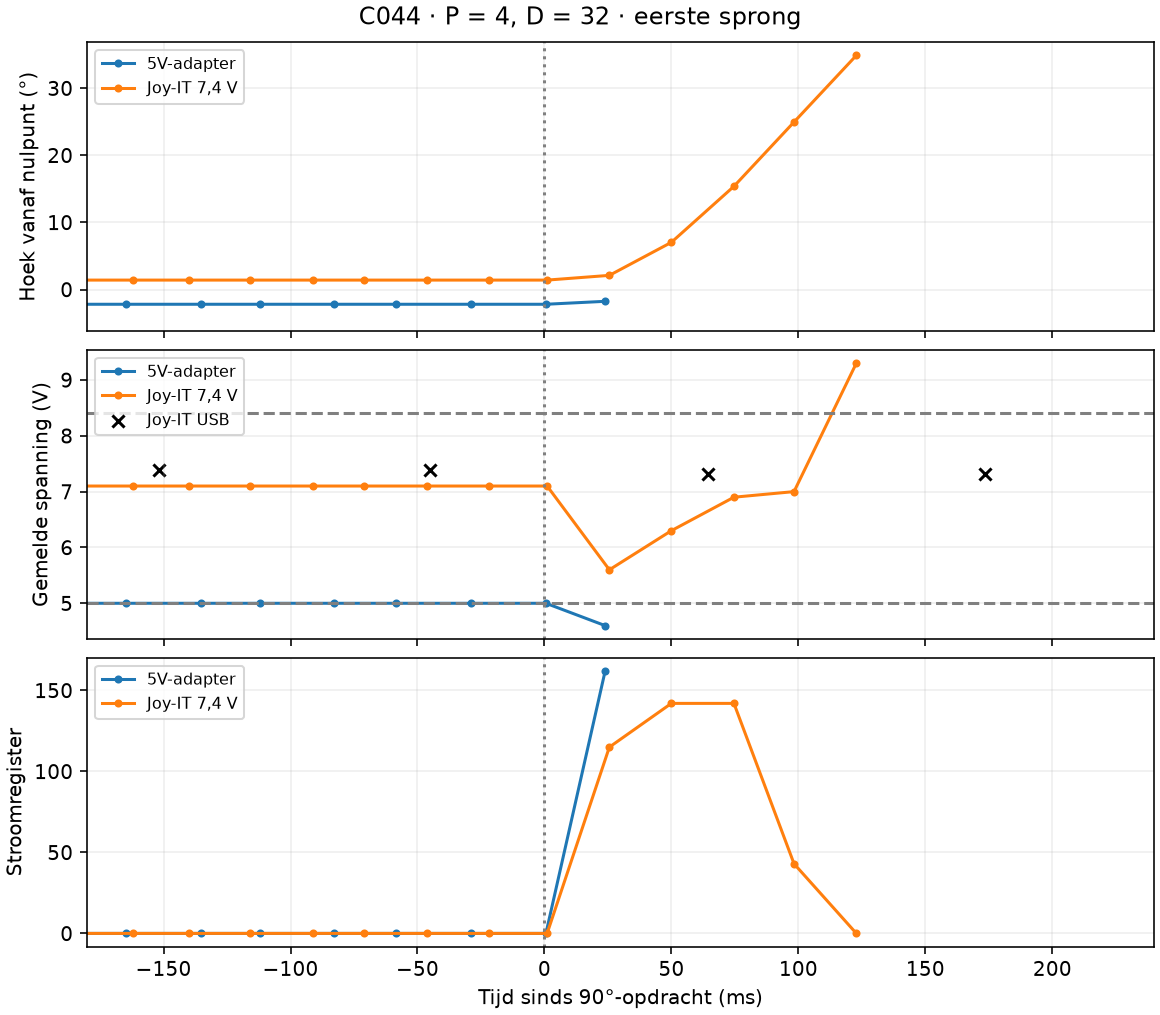 C044 · P = 4, D = 32 · eerste sprong
Hoek vanaf nulpunt (°)
30
20
10
0
5V-adapter
Joy-IT 7,4 V
Gemelde spanning (V)
9
8
7
6
5
5V-adapter
Joy-IT 7,4 V
Joy-IT USB
Stroomregister
150
100
50
0
5V-adapter
Joy-IT 7,4 V
−150 −100 −50 0 50 100 150 200
Tijd sinds 90°-opdracht (ms)